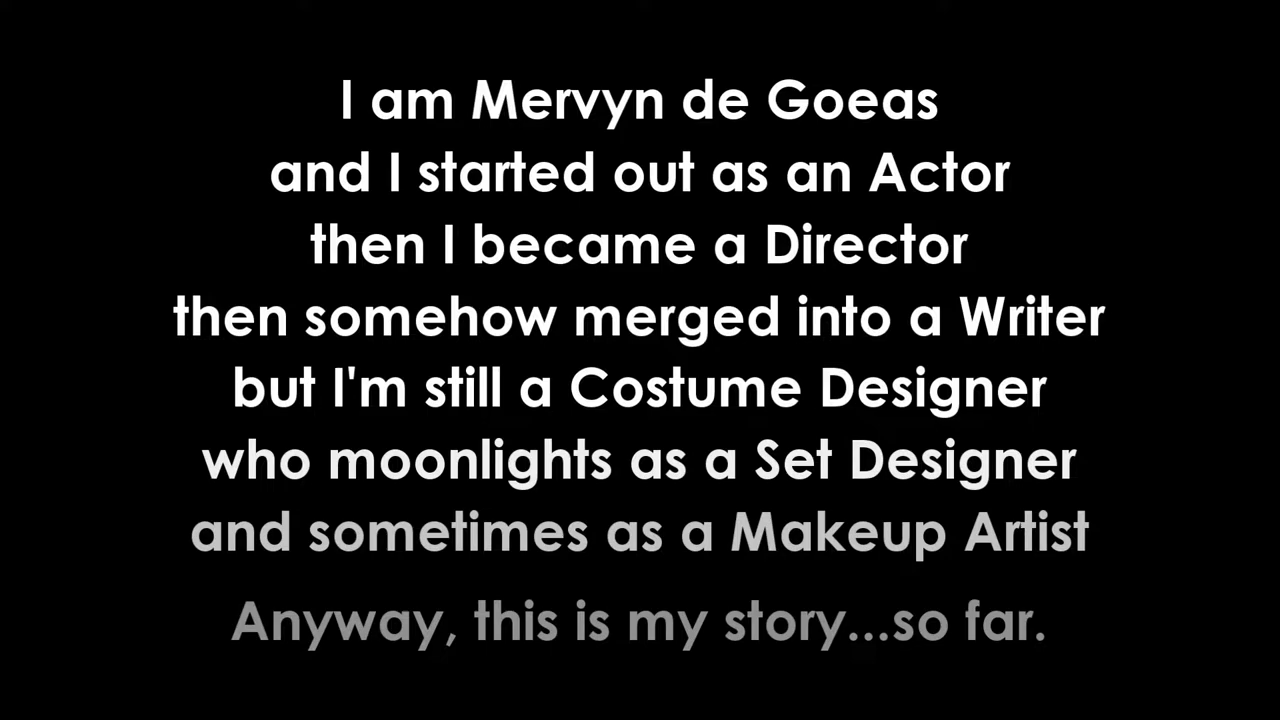 I am Mervyn de Goeas
and I started out as an Actor
then I became a Director
then somehow merged into a Writer
but I'm still a Costume Designer
who moonlights as a Set Designer
and sometimes as a Makeup Artist
Anyway, this is my story...so far.